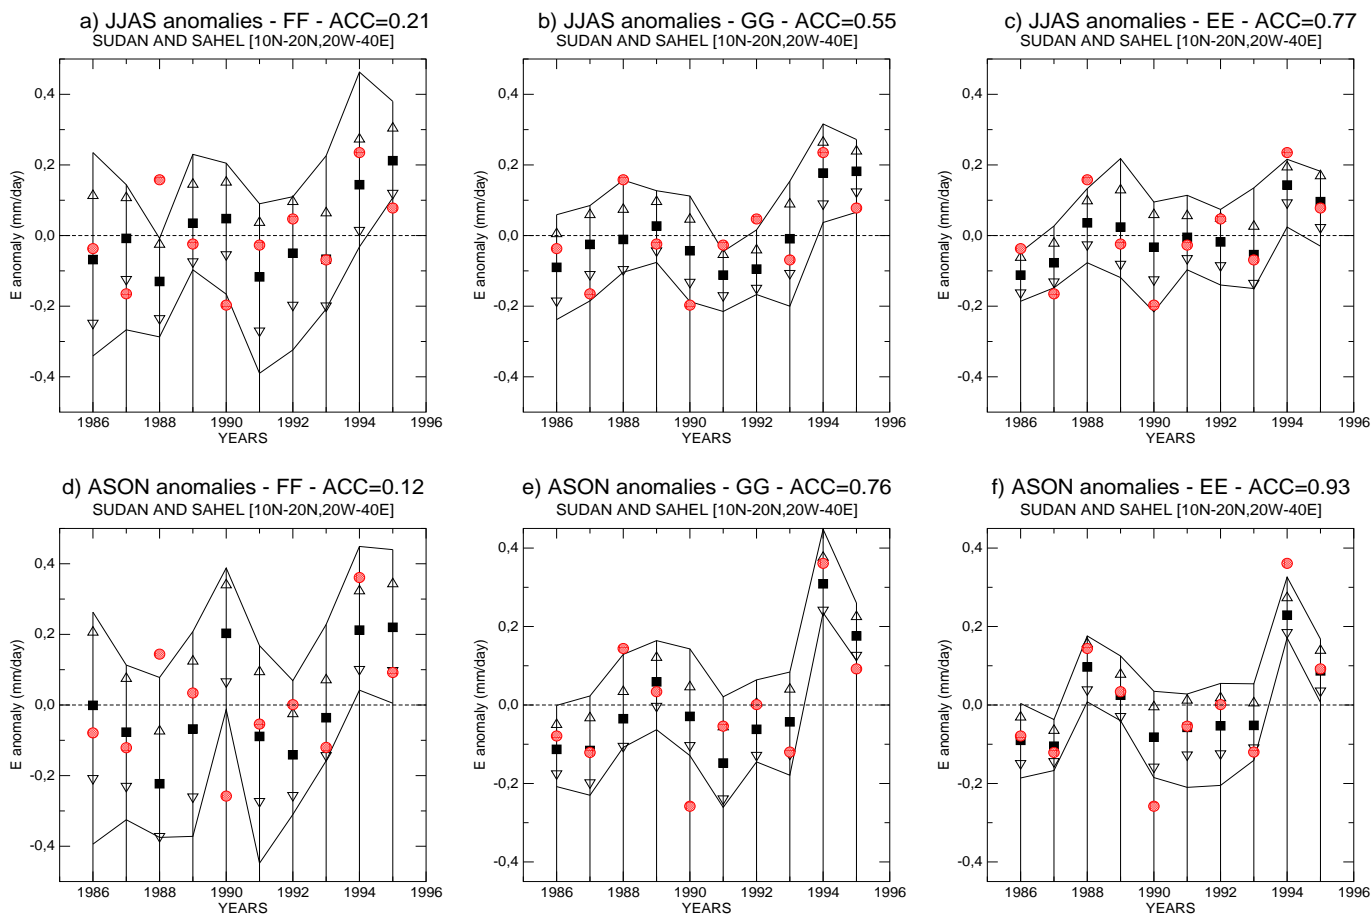 a) JJAS anomalies - FF - ACC=0.21
SUDAN AND SAHEL [10N-20N,20W-40E]
E anomaly (mm/day)
0,4
0,2
0,0
-0,2
-0,4
1986 1988 1990 1992 1994 1996
YEARS
b) JJAS anomalies - GG - ACC=0.55
SUDAN AND SAHEL [10N-20N,20W-40E]
E anomaly (mm/day)
0,4
0,2
0,0
-0,2
-0,4
1986 1988 1990 1992 1994 1996
YEARS
c) JJAS anomalies - EE - ACC=0.77
SUDAN AND SAHEL [10N-20N,20W-40E]
E anomaly (mm/day)
0,4
0,2
0,0
-0,2
-0,4
1986 1988 1990 1992 1994 1996
YEARS
d) ASON anomalies - FF - ACC=0.12
SUDAN AND SAHEL [10N-20N,20W-40E]
E anomaly (mm/day)
0,4
0,2
0,0
-0,2
-0,4
1986 1988 1990 1992 1994 1996
YEARS
e) ASON anomalies - GG - ACC=0.76
SUDAN AND SAHEL [10N-20N,20W-40E]
E anomaly (mm/day)
0,4
0,2
0,0
-0,2
-0,4
1986 1988 1990 1992 1994 1996
YEARS
f) ASON anomalies - EE - ACC=0.93
SUDAN AND SAHEL [10N-20N,20W-40E]
E anomaly (mm/day)
0,4
0,2
0,0
-0,2
-0,4
1986 1988 1990 1992 1994 1996
YEARS